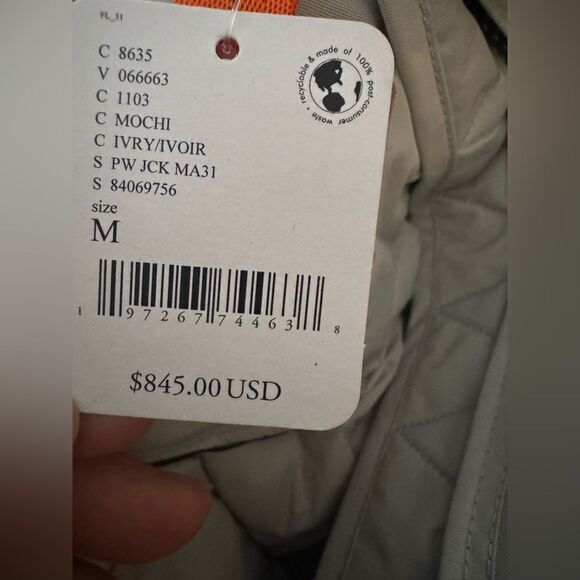 FL_31
C 8635
V 066663
C 1103
C MOCHI
C IVRY/IVOIR
S PW JCK MA31
S 84069756
size
M
1 97267 74463 8
$845.00 USD
recyclable & made of 100% post-consumer waste •